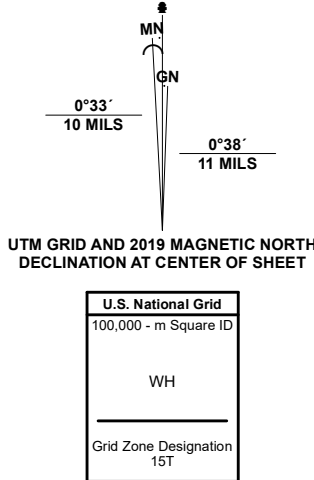 MN
GN
0°33´
10 MILS
0°38´
11 MILS
UTM GRID AND 2019 MAGNETIC NORTH
DECLINATION AT CENTER OF SHEET
U.S. National Grid
100,000 - m Square ID
WH
Grid Zone Designation
15T